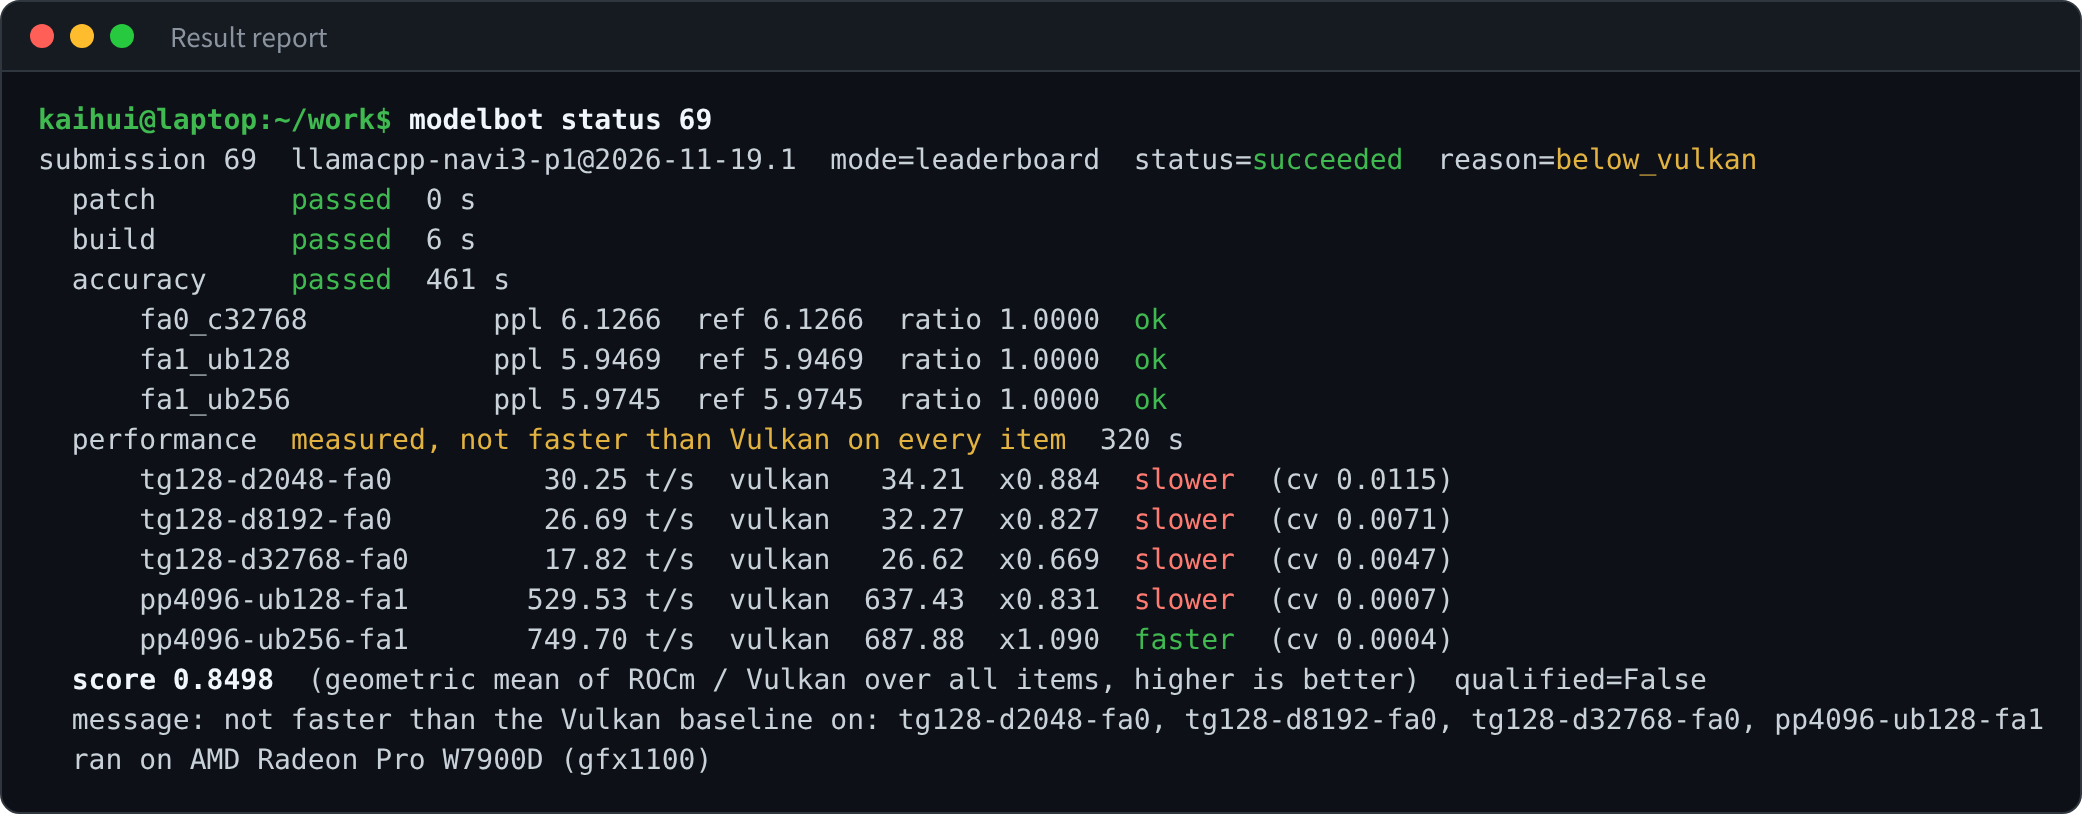 Result report
kaihui@laptop:~/work$ modelbot status 69
submission 69  llamacpp-navi3-p1@2026-11-19.1  mode=leaderboard  status=succeeded  reason=below_vulkan
  patch        passed  0 s
  build        passed  6 s
  accuracy     passed  461 s
      fa0_c32768           ppl 6.1266  ref 6.1266  ratio 1.0000  ok
      fa1_ub128            ppl 5.9469  ref 5.9469  ratio 1.0000  ok
      fa1_ub256            ppl 5.9745  ref 5.9745  ratio 1.0000  ok
  performance  measured, not faster than Vulkan on every item  320 s
      tg128-d2048-fa0         30.25 t/s  vulkan   34.21  x0.884  slower  (cv 0.0115)
      tg128-d8192-fa0         26.69 t/s  vulkan   32.27  x0.827  slower  (cv 0.0071)
      tg128-d32768-fa0        17.82 t/s  vulkan   26.62  x0.669  slower  (cv 0.0047)
      pp4096-ub128-fa1       529.53 t/s  vulkan  637.43  x0.831  slower  (cv 0.0007)
      pp4096-ub256-fa1       749.70 t/s  vulkan  687.88  x1.090  faster  (cv 0.0004)
  score 0.8498  (geometric mean of ROCm / Vulkan over all items, higher is better)  qualified=False
  message: not faster than the Vulkan baseline on: tg128-d2048-fa0, tg128-d8192-fa0, tg128-d32768-fa0, pp4096-ub128-fa1
  ran on AMD Radeon Pro W7900D (gfx1100)